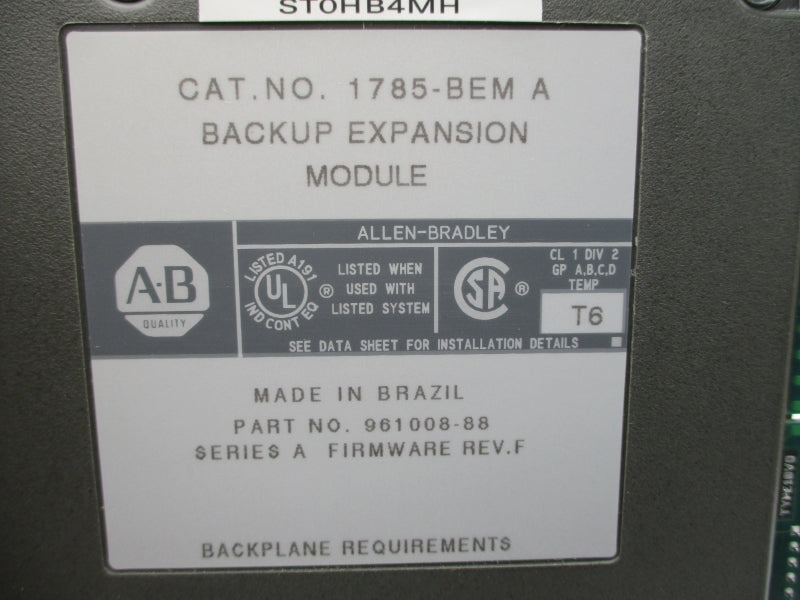 ST0HB4MH
CAT.NO. 1785-BEM A
BACKUP EXPANSION
MODULE
ALLEN-BRADLEY
A-B
QUALITY
LISTED A191
UL
IND CONT EQ
®
LISTED WHEN
USED WITH
LISTED SYSTEM
SA
®
CL 1 DIV 2
GP A,B,C,D
TEMP
T6
SEE DATA SHEET FOR INSTALLATION DETAILS
MADE IN BRAZIL
PART NO. 961008-88
SERIES A FIRMWARE REV.F
BACKPLANE REQUIREMENTS